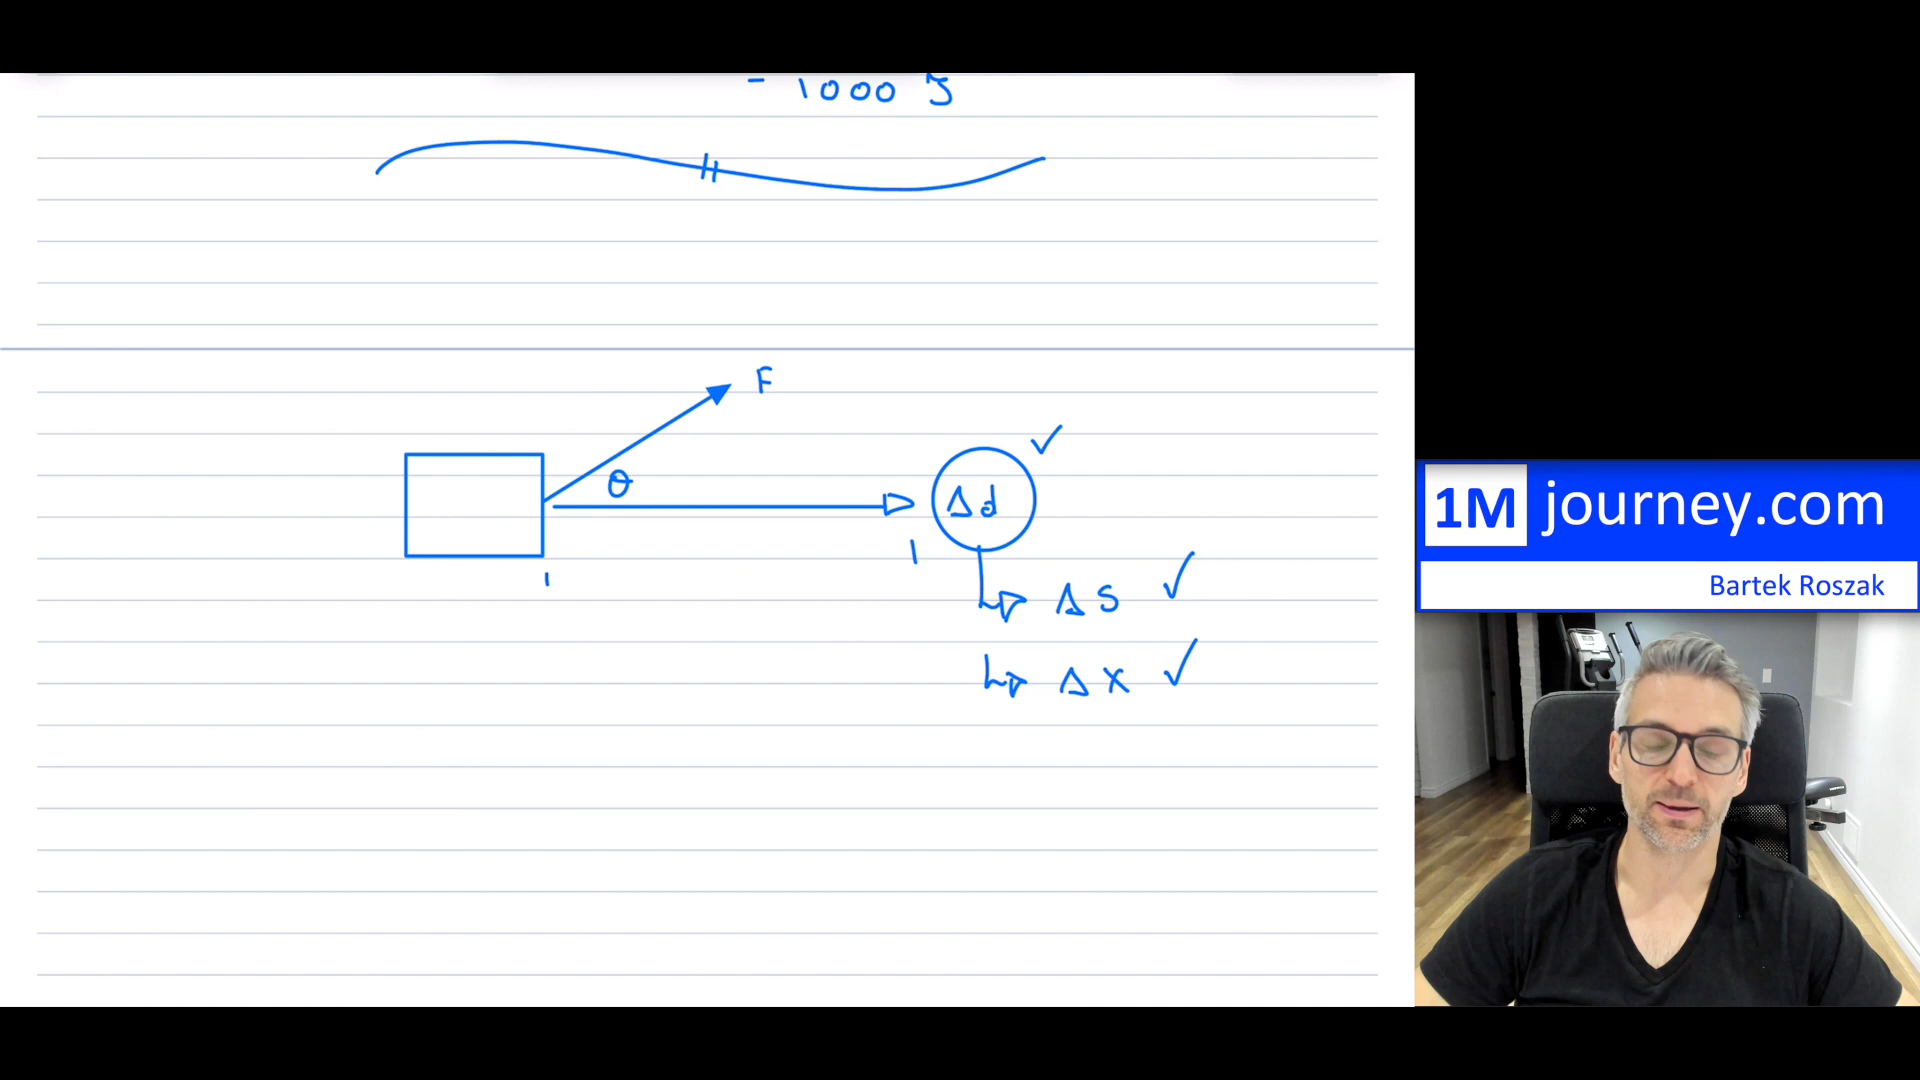 - 1000 J
F
θ
Δd
Δs
Δx
1M journey.com
Bartek Roszak